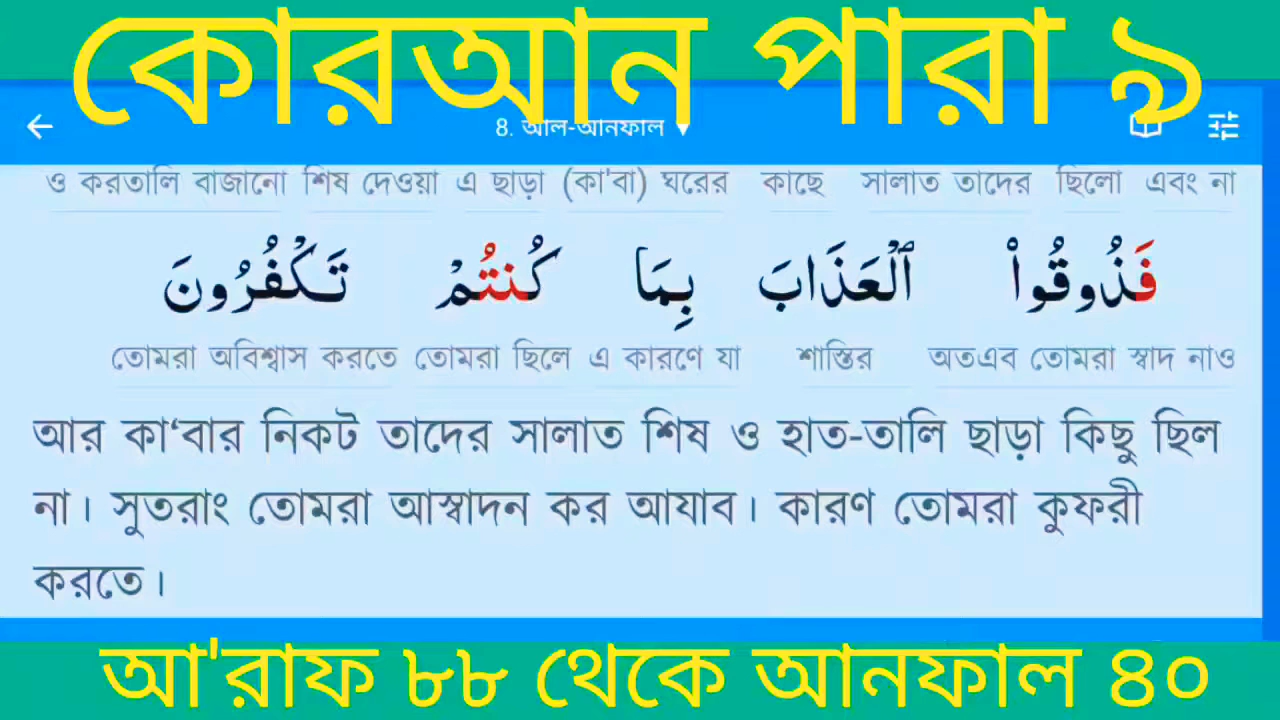 কোরআন পারা ৯
8. আল-আনফাল ▼
ও করতালি বাজানো শিষ দেওয়া এ ছাড়া (কা'বা) ঘরের কাছে সালাত তাদের ছিলো এবং না
فَذُوقُوا۟ ٱلْعَذَابَ بِمَا كُنتُمْ تَكْفُرُونَ
তোমরা অবিশ্বাস করতে তোমরা ছিলে এ কারণে যা শাস্তির অতএব তোমরা স্বাদ নাও
আর কা‘বার নিকট তাদের সালাত শিষ ও হাত-তালি ছাড়া কিছু ছিল
না। সুতরাং তোমরা আস্বাদন কর আযাব। কারণ তোমরা কুফরী
করতে।
আ'রাফ ৮৮ থেকে আনফাল ৪০